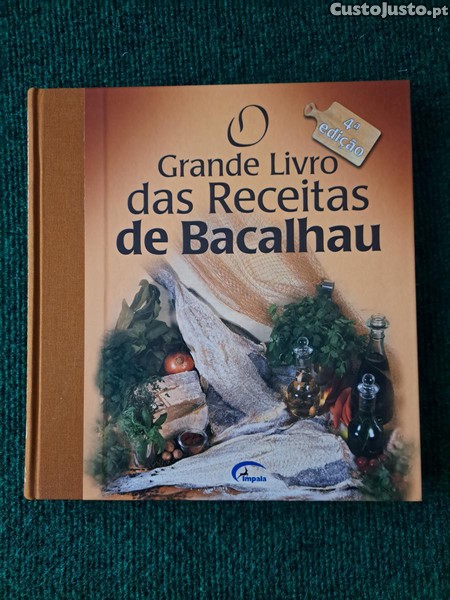 CustoJusto.pt
O
Grande Livro
das Receitas
de Bacalhau
4ª
edição
Impala